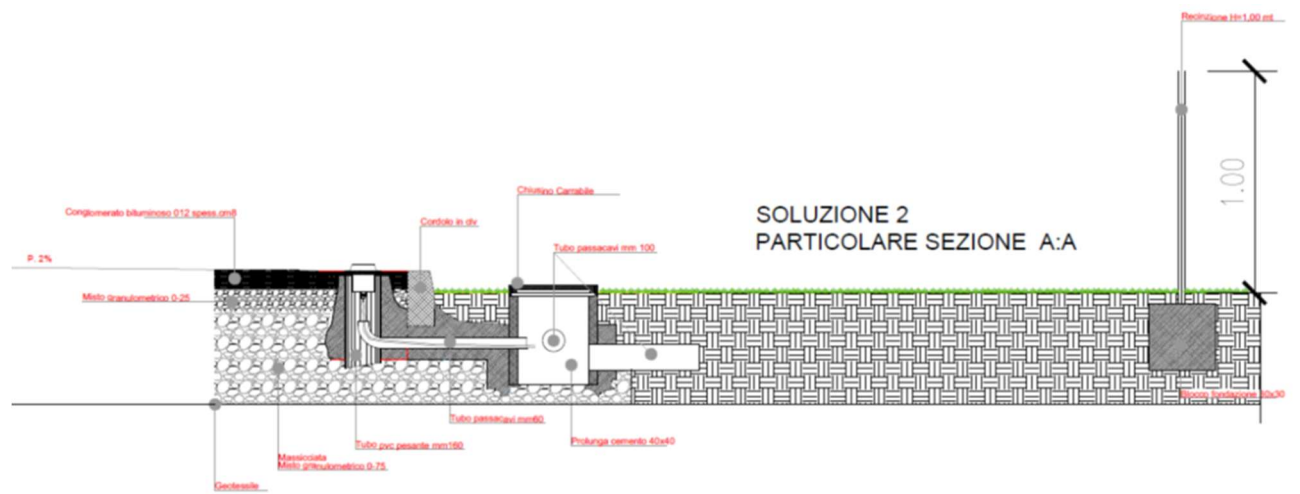 Recinzione H=1,00 mt
1.00
Chiusino Carrabile
Conglomerato bituminoso 012 spess.cm8
Cordolo in clv
SOLUZIONE 2
PARTICOLARE SEZIONE A:A
Tubo passacavi mm 100
P. 2%
Misto granulometrico 0-25
Blocco fondazione 30x30
Tubo passacavi mm60
Tubo pvc pesante mm160
Prolunga cemento 40x40
Massicciata
Misto granulometrico 0-75
Geotessile